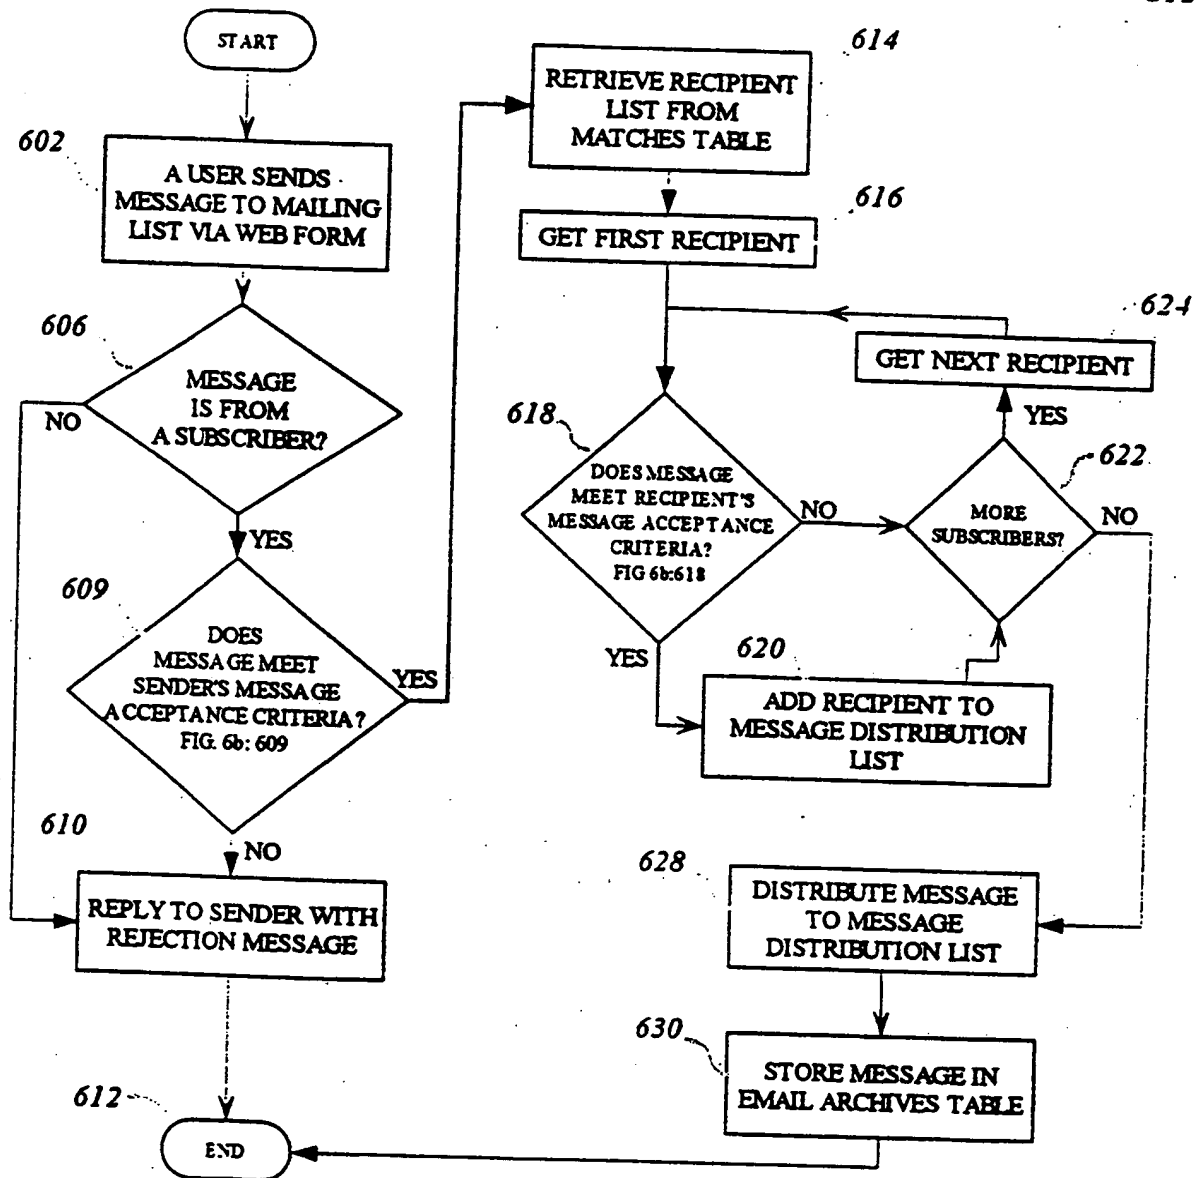 START
602
A USER SENDS
MESSAGE TO MAILING
LIST VIA WEB FORM
606
MESSAGE
IS FROM
A SUBSCRIBER?
NO
YES
609
DOES
MESSAGE MEET
SENDER'S MESSAGE
ACCEPTANCE CRITERIA?
FIG. 6b: 609
YES
NO
610
REPLY TO SENDER WITH
REJECTION MESSAGE
612
END
614
RETRIEVE RECIPIENT
LIST FROM
MATCHES TABLE
616
GET FIRST RECIPIENT
624
GET NEXT RECIPIENT
618
DOES MESSAGE
MEET RECIPIENT'S
MESSAGE ACCEPTANCE
CRITERIA?
FIG 6b:618
NO
YES
YES
622
MORE
SUBSCRIBERS?
NO
620
ADD RECIPIENT TO
MESSAGE DISTRIBUTION
LIST
628
DISTRIBUTE MESSAGE
TO MESSAGE
DISTRIBUTION LIST
630
STORE MESSAGE IN
EMAIL ARCHIVES TABLE